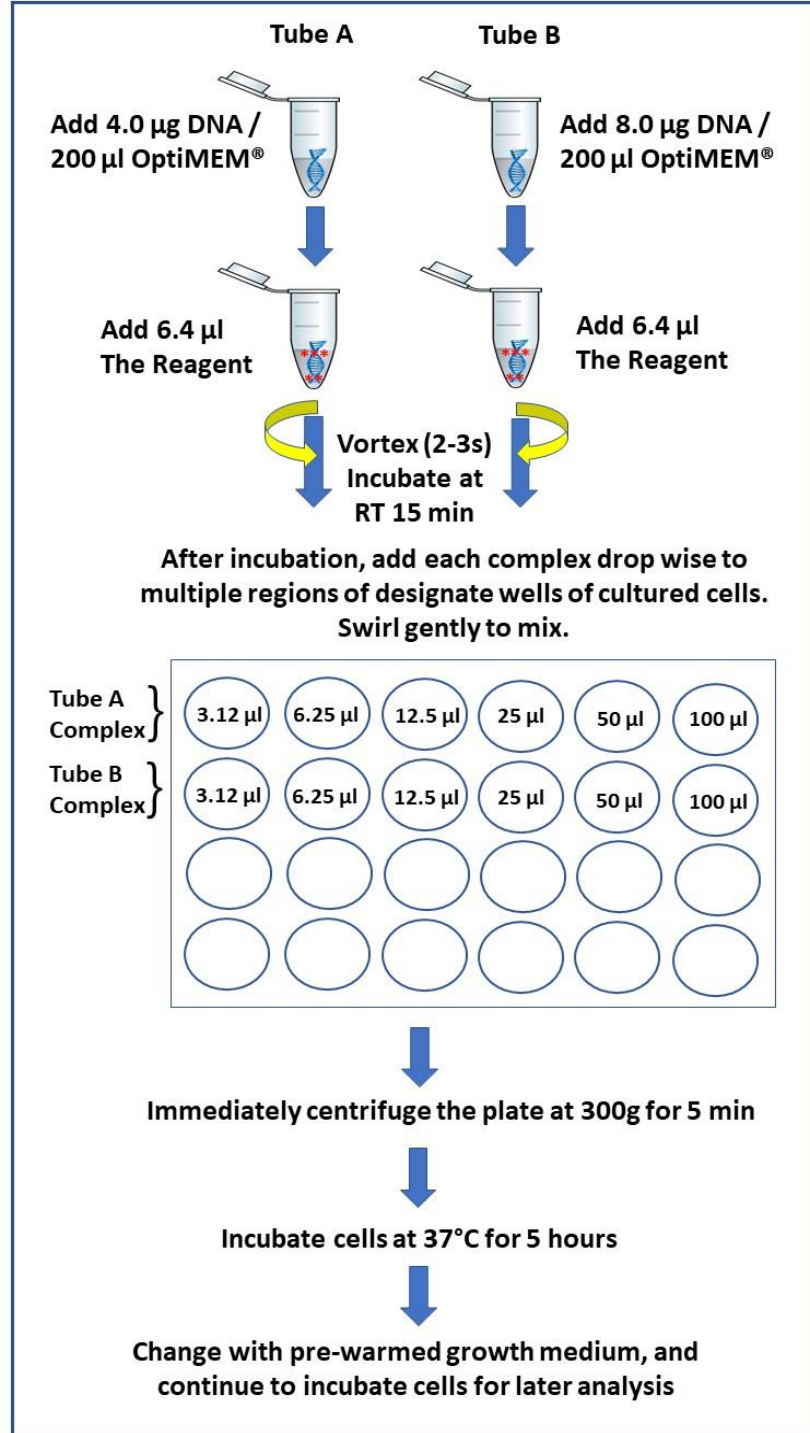 Tube A
Tube B
Add 4.0 µg DNA /
200 µl OptiMEM®
Add 8.0 µg DNA /
200 µl OptiMEM®
Add 6.4 µl
The Reagent
Add 6.4 µl
The Reagent
Vortex (2-3s)
Incubate at
RT 15 min
After incubation, add each complex drop wise to
multiple regions of designate wells of cultured cells.
Swirl gently to mix.
Tube A
Complex
3.12 µl 6.25 µl 12.5 µl 25 µl 50 µl 100 µl
Tube B
Complex
3.12 µl 6.25 µl 12.5 µl 25 µl 50 µl 100 µl
Immediately centrifuge the plate at 300g for 5 min
Incubate cells at 37°C for 5 hours
Change with pre-warmed growth medium, and
continue to incubate cells for later analysis